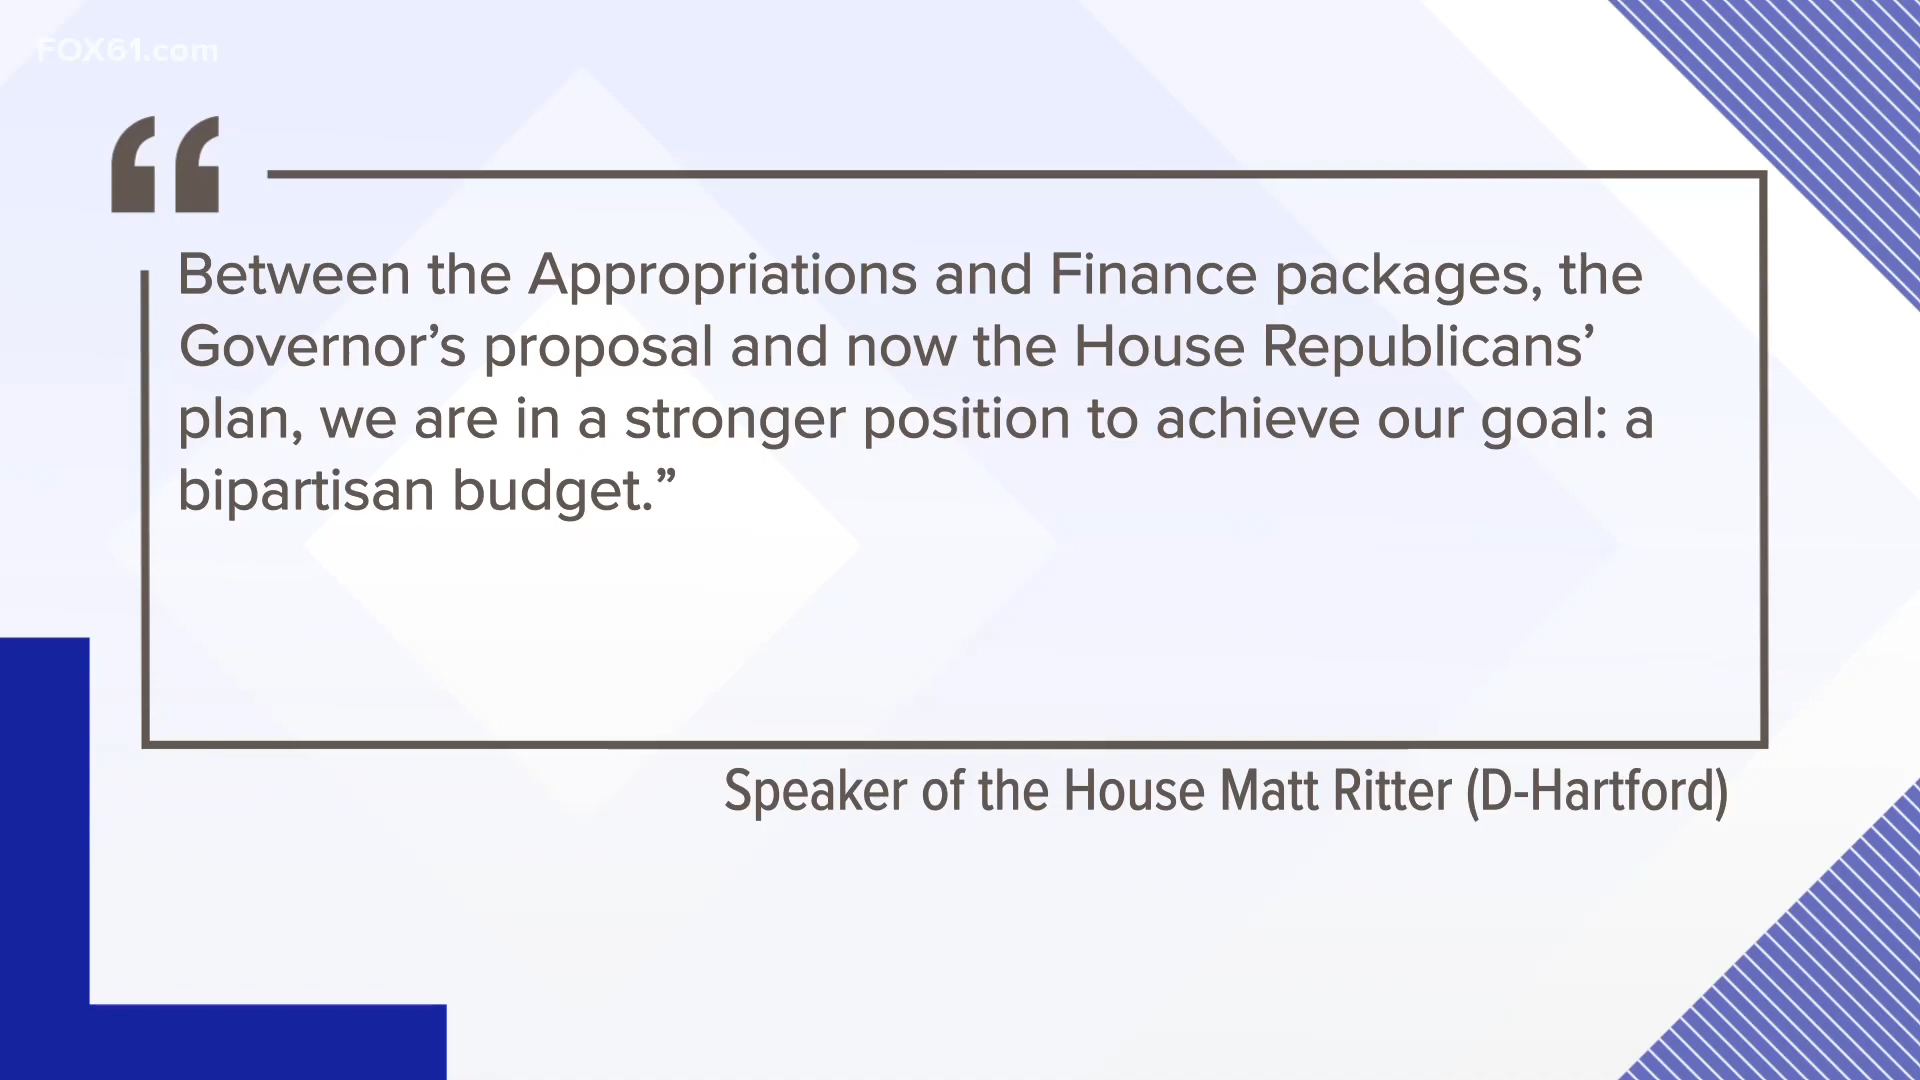 FOX61.com
“
Between the Appropriations and Finance packages, the
Governor’s proposal and now the House Republicans’
plan, we are in a stronger position to achieve our goal: a
bipartisan budget.”
Speaker of the House Matt Ritter (D-Hartford)